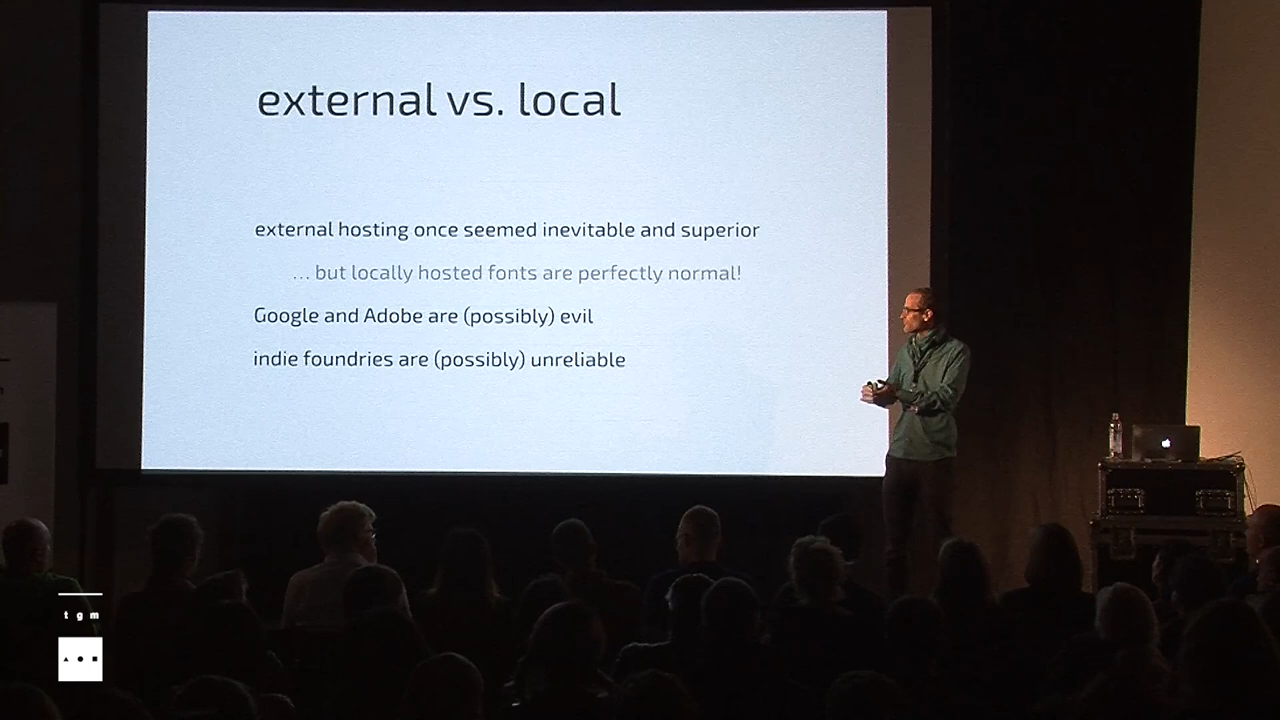 external vs. local
external hosting once seemed inevitable and superior
… but locally hosted fonts are perfectly normal!
Google and Adobe are (possibly) evil
indie foundries are (possibly) unreliable
t g m